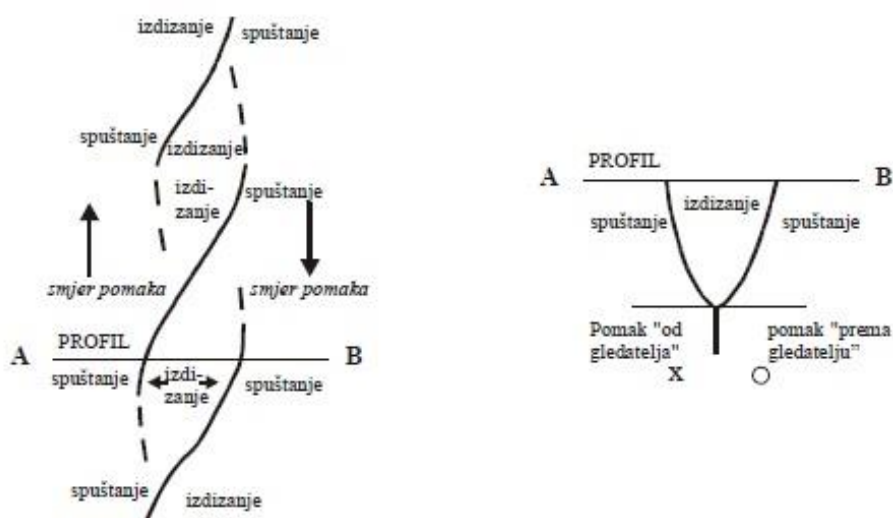 izdizanje
spuštanje
spuštanje
izdizanje
izdi-
zanje
spuštanje
smjer pomaka
smjer pomaka
A
PROFIL
B
spuštanje
izdi-
zanje
spuštanje
spuštanje
izdizanje
A
PROFIL
B
spuštanje
izdizanje
spuštanje
Pomak "od
gledatelja"
X
pomak "prema
gledatelju"